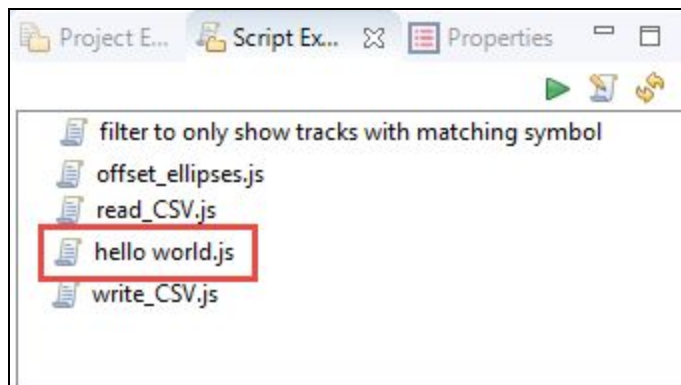 Project E... Script Ex... Properties
filter to only show tracks with matching symbol
offset_ellipses.js
read_CSV.js
hello world.js
write_CSV.js